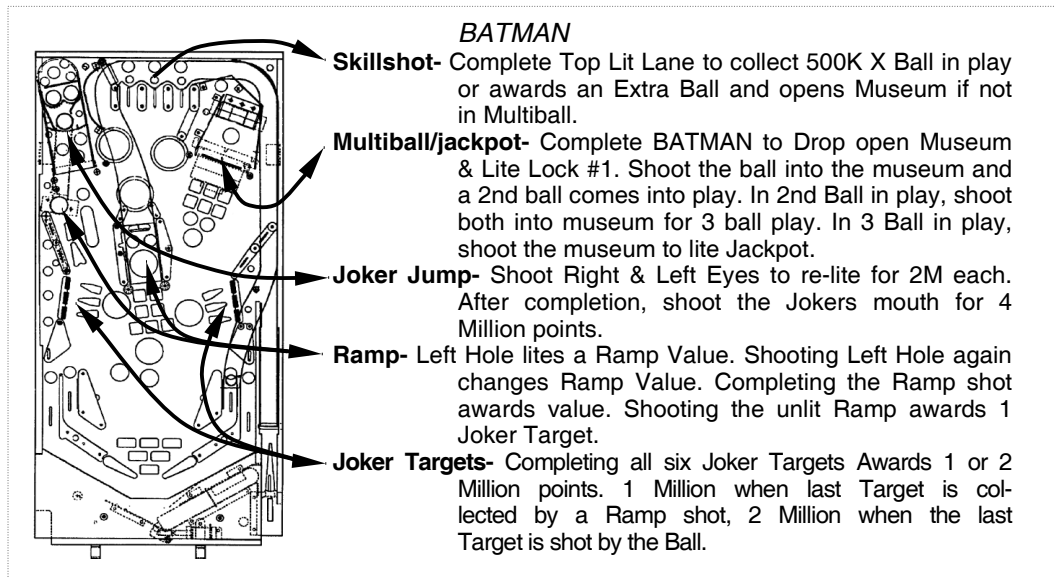 BATMAN
Skillshot- Complete Top Lit Lane to collect 500K X Ball in play
or awards an Extra Ball and opens Museum if not
in Multiball.
Multiball/jackpot- Complete BATMAN to Drop open Museum
& Lite Lock #1. Shoot the ball into the museum and
a 2nd ball comes into play. In 2nd Ball in play, shoot
both into museum for 3 ball play. In 3 Ball in play,
shoot the museum to lite Jackpot.
Joker Jump- Shoot Right & Left Eyes to re-lite for 2M each.
After completion, shoot the Jokers mouth for 4
Million points.
Ramp- Left Hole lites a Ramp Value. Shooting Left Hole again
changes Ramp Value. Completing the Ramp shot
awards value. Shooting the unlit Ramp awards 1
Joker Target.
Joker Targets- Completing all six Joker Targets Awards 1 or 2
Million points. 1 Million when last Target is col-
lected by a Ramp shot, 2 Million when the last
Target is shot by the Ball.